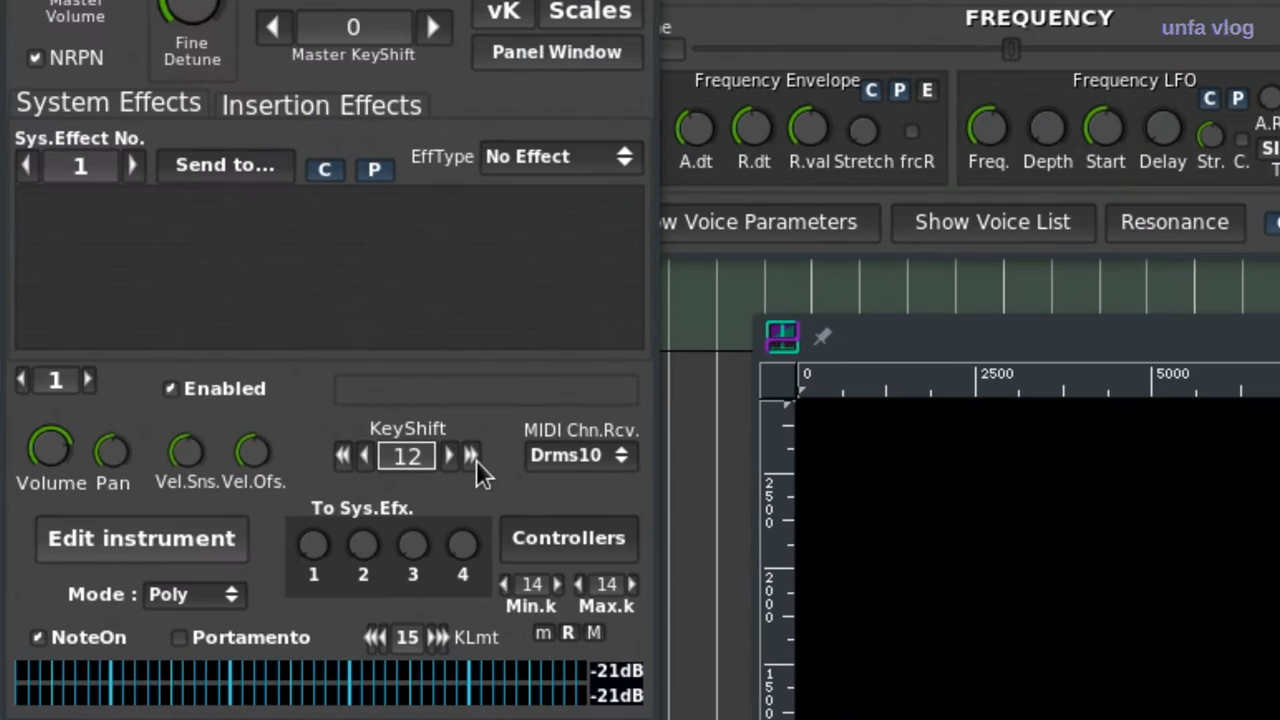 Master
Volume
NRPN
Fine
Detune
0
Master KeyShift
vK
Scales
Panel Window
System Effects
Insertion Effects
Sys.Effect No.
1
Send to...
C
P
EffType
No Effect
1
Enabled
KeyShift
12
MIDI Chn.Rcv.
Drms10
Volume
Pan
Vel.Sns.
Vel.Ofs.
To Sys.Efx.
Edit instrument
1
2
3
4
Controllers
14
14
Min.k
Max.k
Mode :
Poly
NoteOn
Portamento
15
KLmt
m
R
M
-21dB
-21dB
FREQUENCY
unfa vlog
Frequency Envelope
C
P
E
A.dt
R.dt
R.val
Stretch
frcR
Frequency LFO
C
P
Freq.
Depth
Start
Delay
Str.
C.
Voice Parameters
Show Voice List
Resonance
0
2500
5000
2500
2000